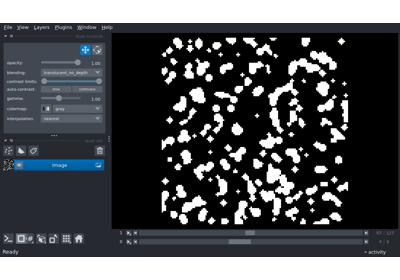 File View Layers Plugins Window Help
opacity: 1.00
blending: translucent_no_depth
contrast limits:
auto-contrast: once continuous
gamma: 1.00
colormap: gray
interpolation: nearest
Image
1
0
Ready
activity